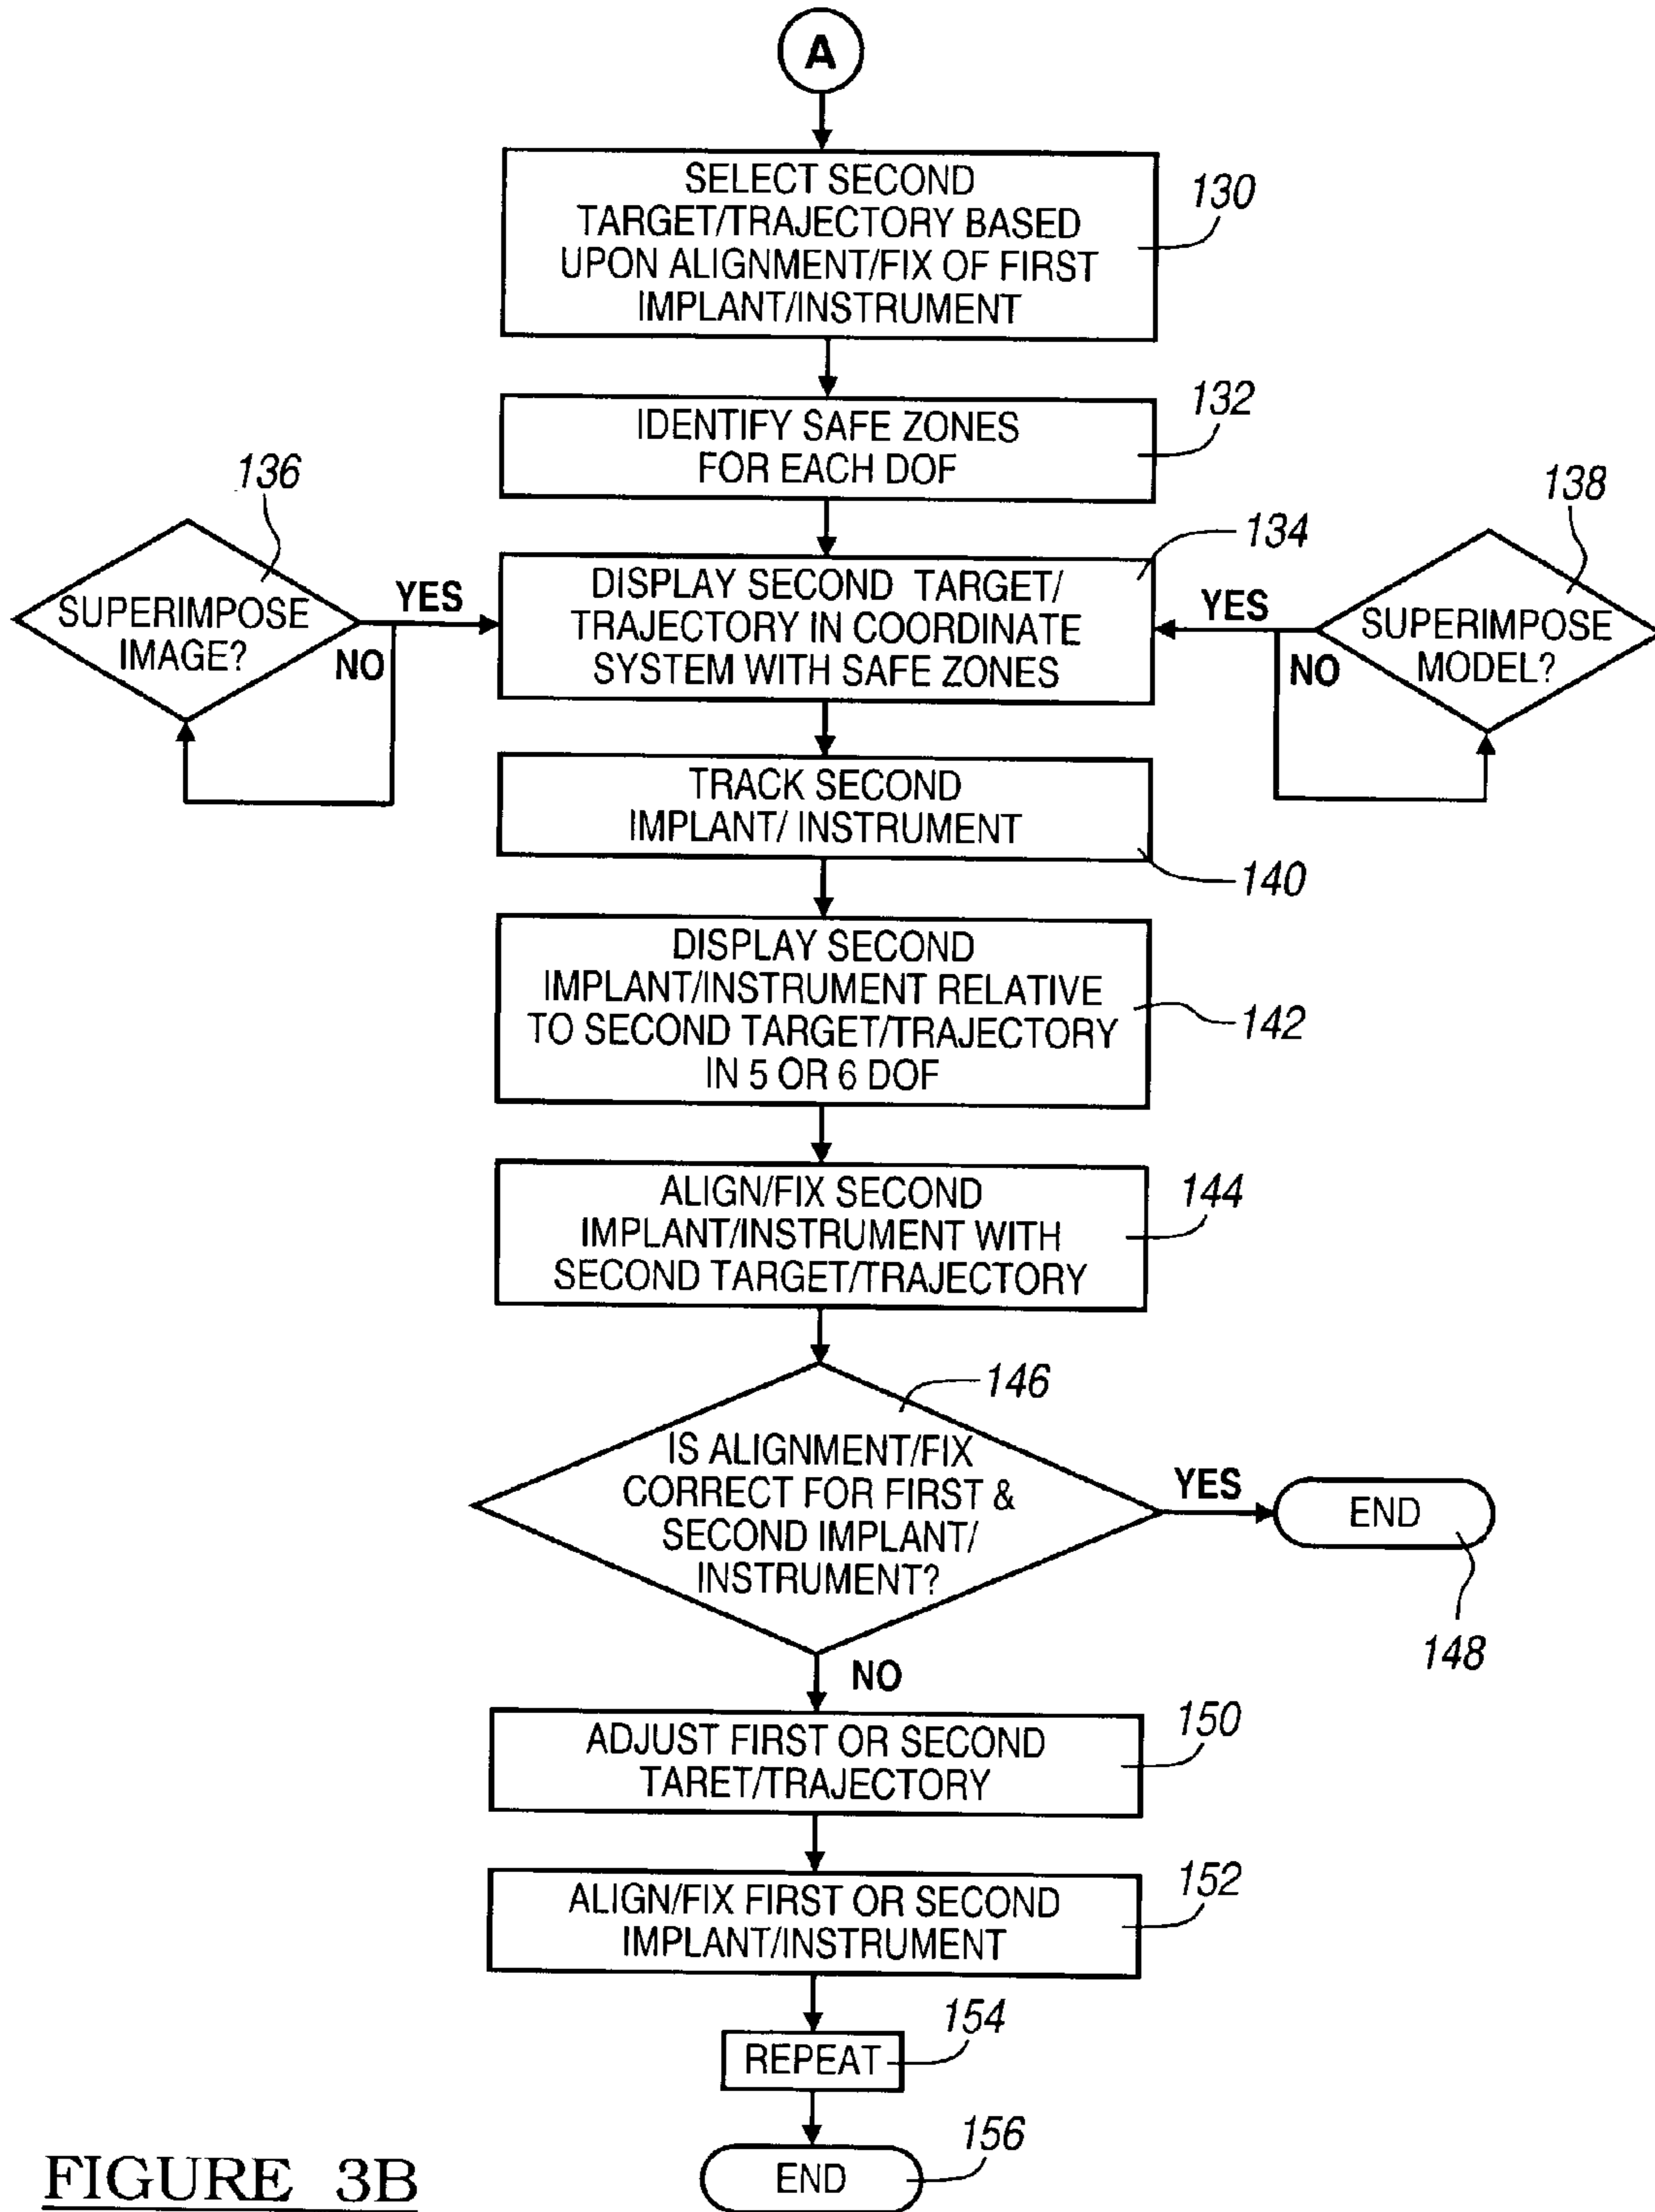 A
SELECT SECOND
TARGET/TRAJECTORY BASED
UPON ALIGNMENT/FIX OF FIRST
IMPLANT/INSTRUMENT
130
IDENTIFY SAFE ZONES
FOR EACH DOF
132
136
SUPERIMPOSE
IMAGE?
YES
NO
DISPLAY SECOND TARGET/
TRAJECTORY IN COORDINATE
SYSTEM WITH SAFE ZONES
134
138
SUPERIMPOSE
MODEL?
YES
NO
TRACK SECOND
IMPLANT/ INSTRUMENT
140
DISPLAY SECOND
IMPLANT/INSTRUMENT RELATIVE
TO SECOND TARGET/TRAJECTORY
IN 5 OR 6 DOF
142
ALIGN/FIX SECOND
IMPLANT/INSTRUMENT WITH
SECOND TARGET/TRAJECTORY
144
146
IS ALIGNMENT/FIX
CORRECT FOR FIRST &
SECOND IMPLANT/
INSTRUMENT?
YES
END
148
NO
ADJUST FIRST OR SECOND
TARET/TRAJECTORY
150
ALIGN/FIX FIRST OR SECOND
IMPLANT/INSTRUMENT
152
REPEAT
154
END
156
FIGURE 3B